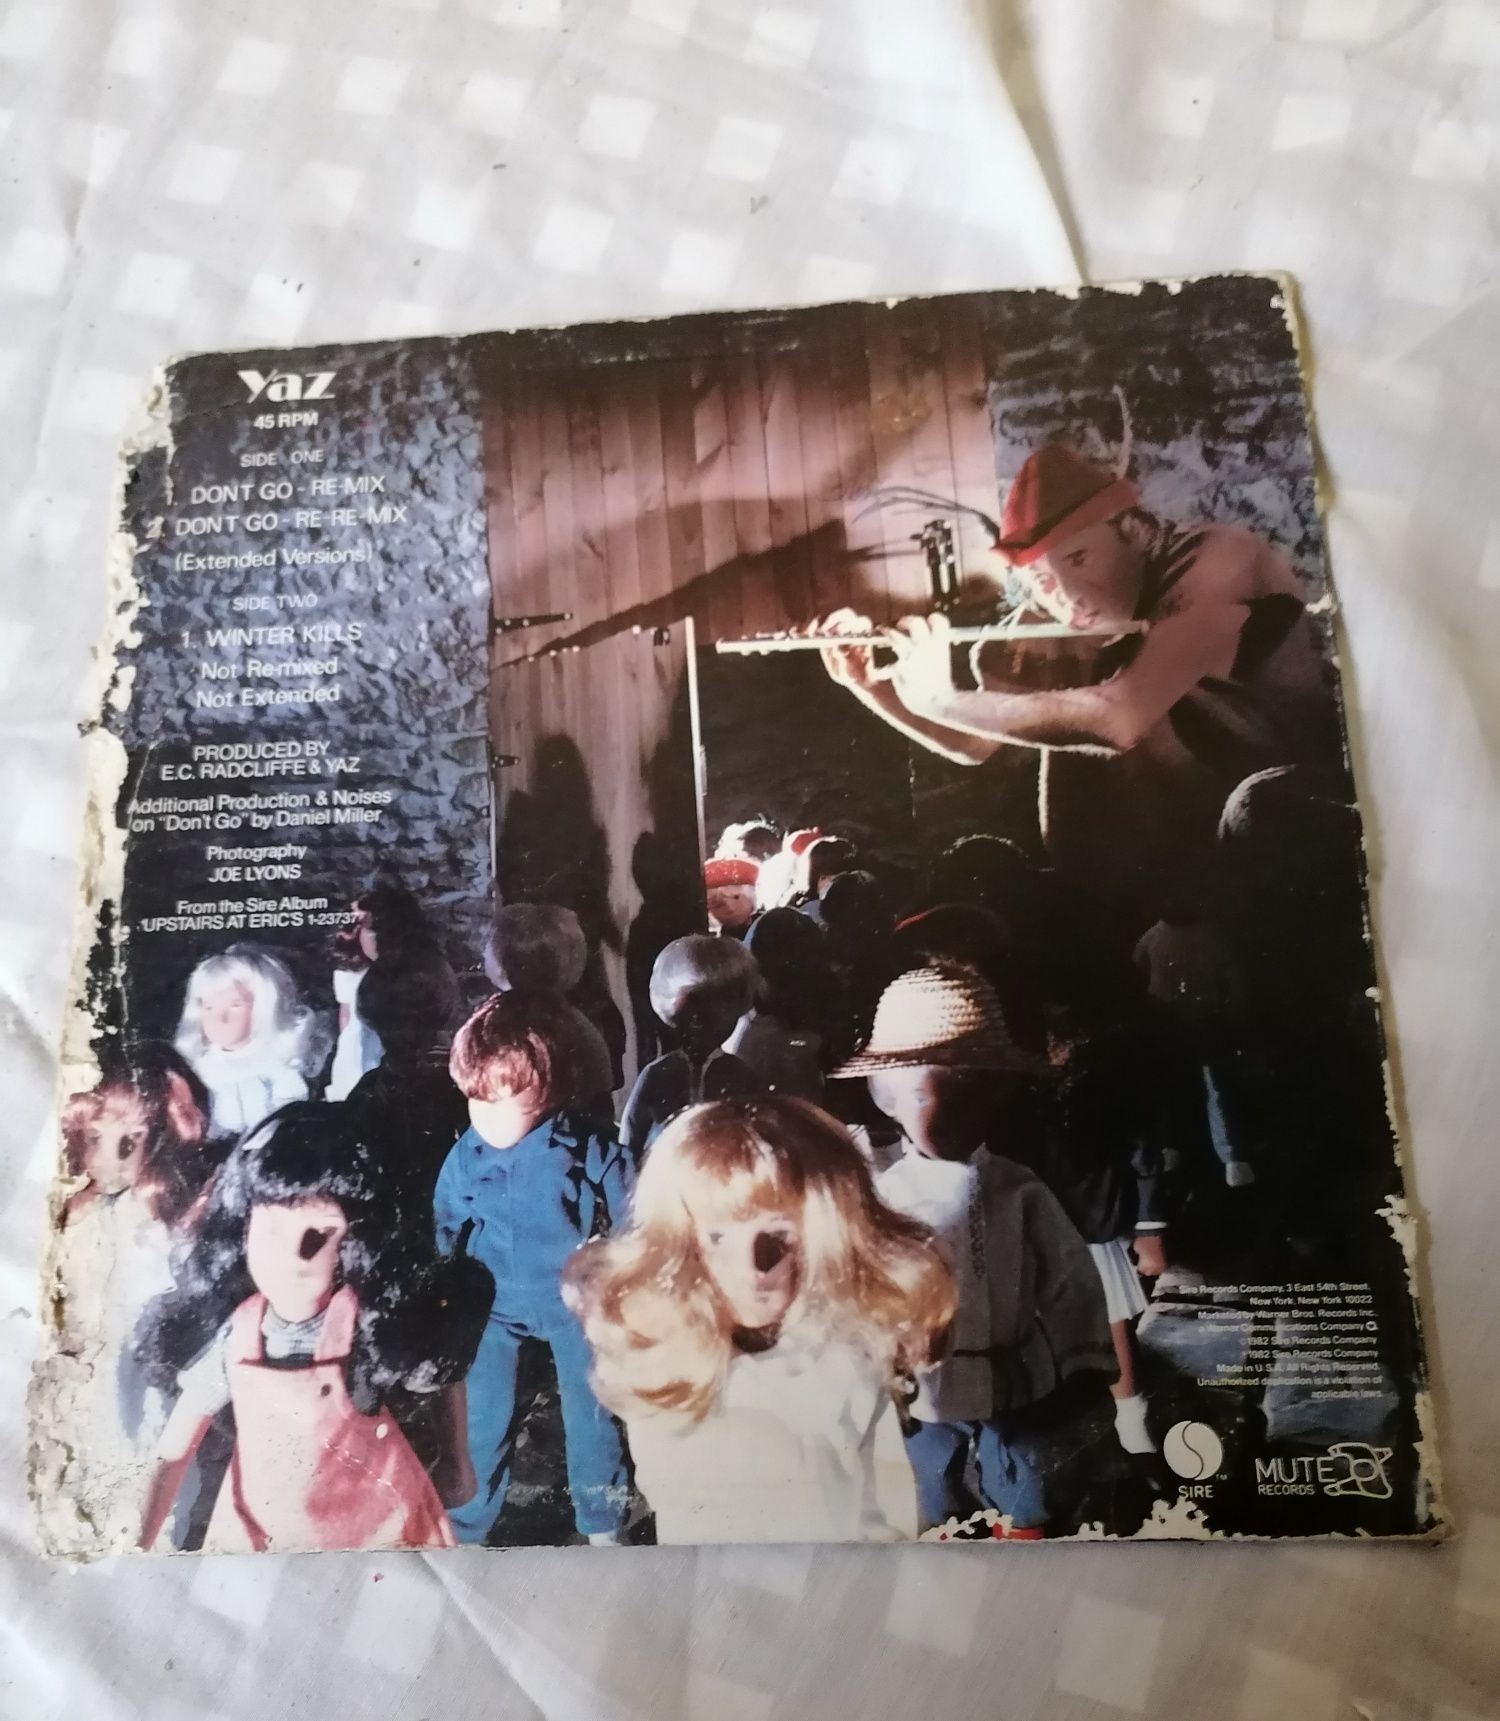 yaz
45 RPM
SIDE ONE
1. DON'T GO - RE-MIX
2. DON'T GO - RE-RE-MIX
(Extended Versions)
SIDE TWO
1. WINTER KILLS
Not Re-mixed
Not Extended
PRODUCED BY
E.C. RADCLIFFE & YAZ
Additional Production & Noises
on "Don't Go" by Daniel Miller
Photography
JOE LYONS
From the Sire Album
UPSTAIRS AT ERIC'S 1-23737
Sire Records Company, 3 East 54th Street,
New York, New York 10022
Marketed by Warner Bros. Records Inc.,
a Warner Communications Company
1982 Sire Records Company
1982 Sire Records Company
Made in U.S.A. All Rights Reserved.
Unauthorized duplication is a violation of
applicable laws.
TM
SIRE
MUTE
RECORDS